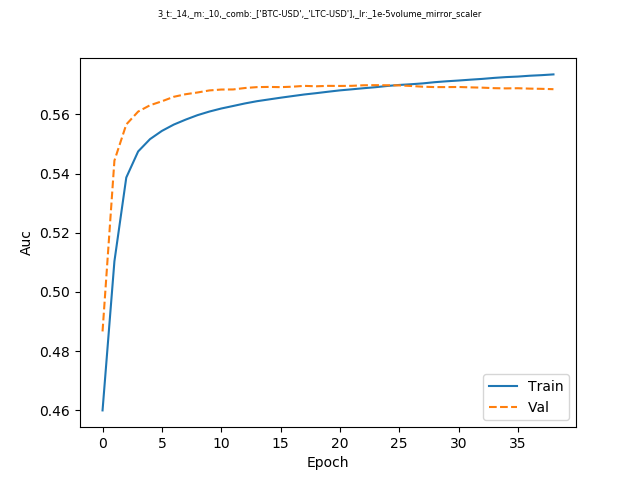 3_t:_14,_m:_10,_comb:_['BTC-USD',_'LTC-USD'],_lr:_1e-5volume_mirror_scaler
0.56
0.54
0.52
0.50
0.48
0.46
Auc
Train
Val
0 5 10 15 20 25 30 35
Epoch